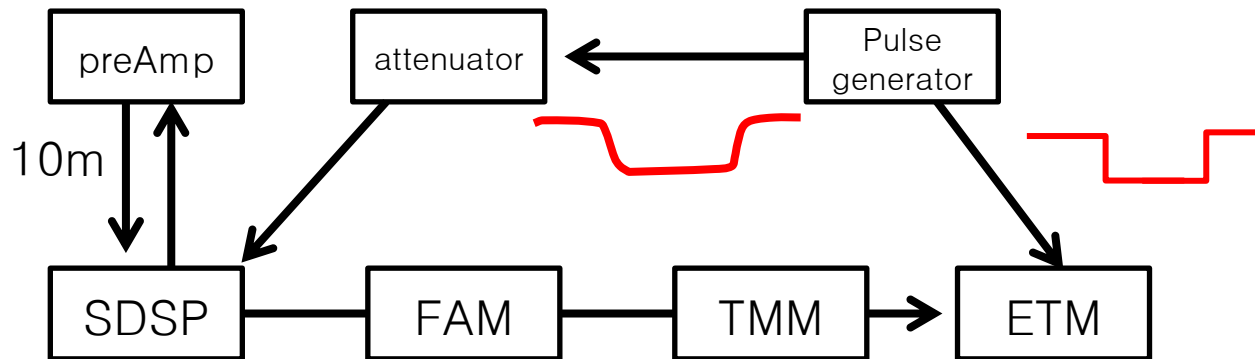 preAmp
attenuator
Pulse
generator
10m
SDSP
FAM
TMM
ETM